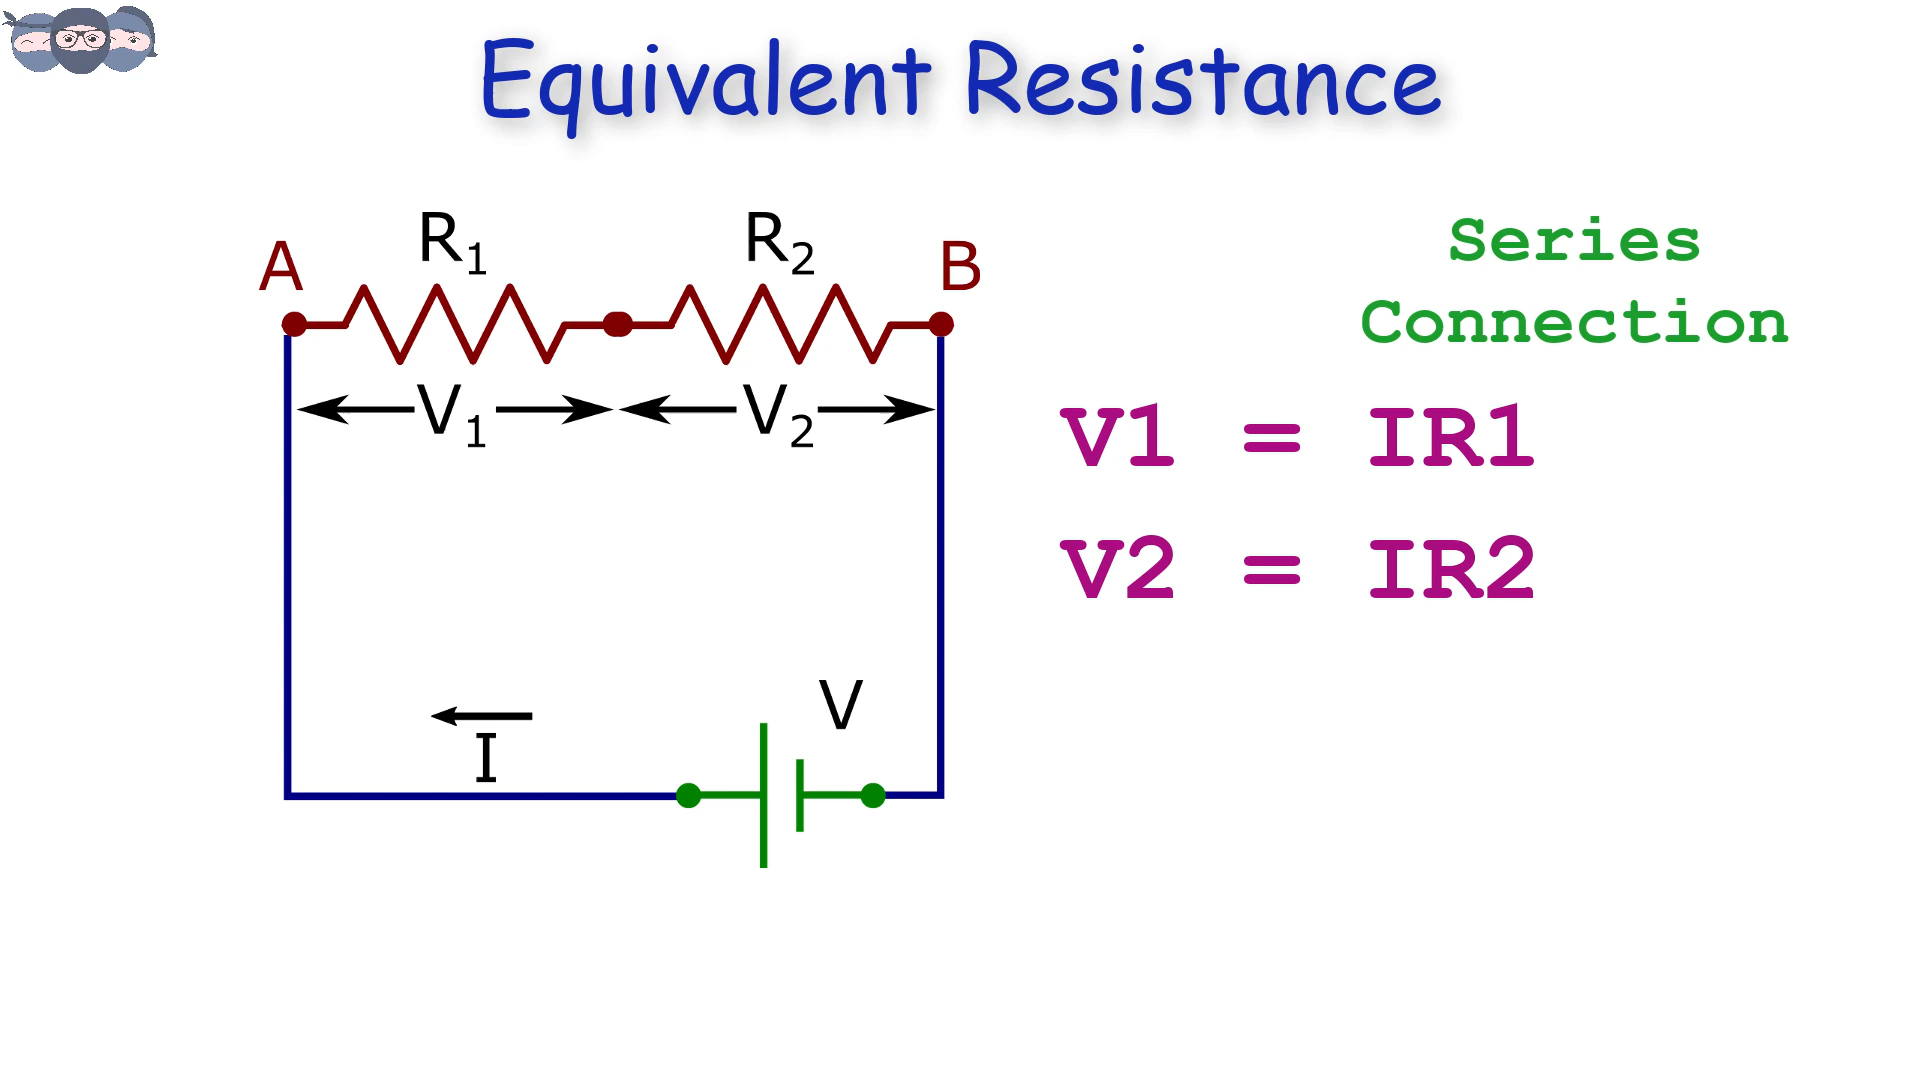 Equivalent Resistance
Series
Connection
A R₁ R₂ B
V₁ V₂
V1 = IR1
V2 = IR2
V
I